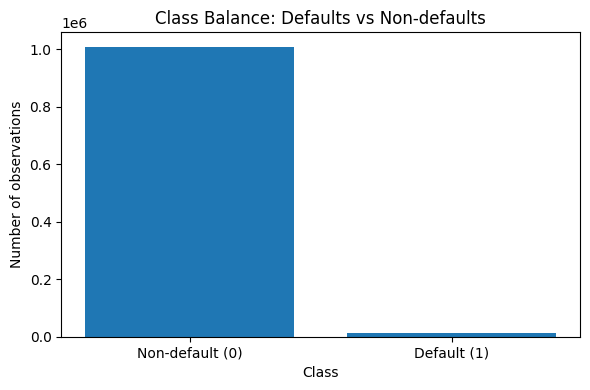 Class Balance: Defaults vs Non-defaults
1e6
1.0
0.8
0.6
0.4
0.2
0.0
Number of observations
Non-default (0)
Default (1)
Class